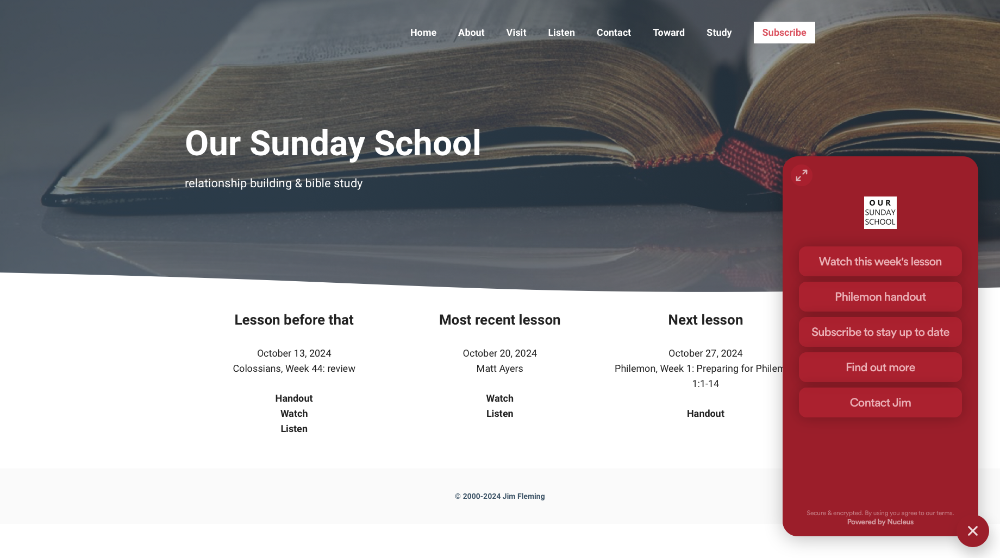 Home About Visit Listen Contact Toward Study Subscribe
Our Sunday School
relationship building & bible study
Lesson before that
October 13, 2024
Colossians, Week 44: review
Handout
Watch
Listen
Most recent lesson
October 20, 2024
Matt Ayers
Watch
Listen
Next lesson
October 27, 2024
Philemon, Week 1: Preparing for
1:1-14
Handout
© 2000-2024 Jim Fleming
OUR
SUNDAY
SCHOOL
Watch this week's lesson
Philemon handout
Subscribe to stay up to date
Find out more
Contact Jim
Secure & encrypted. By using you agree to our terms.
Powered by Nucleus